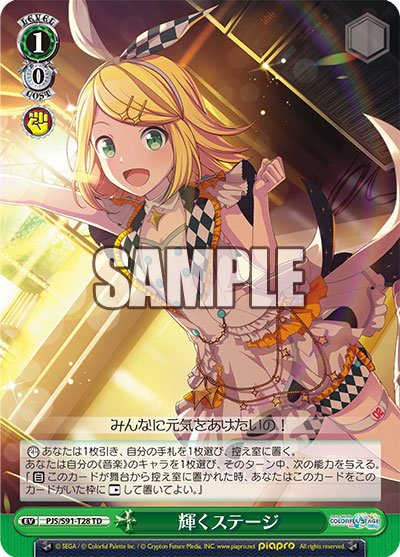 LEVEL
1
0
COST
SAMPLE
02
みんなに元気をあげたいの!
あなたは1枚引き、自分の手札を1枚選び、控え室に置く。
あなたは自分の《音楽》のキャラを1枚選び、そのターン中、次の能力を与える。
『 このカードが舞台から控え室に置かれた時、あなたはこのカードを
このカードがいた枠に して置いてよい。』
EV PJS/S91-T28 TD 輝くステージ
COLORFUL STAGE!
© SEGA / © Colorful Palette Inc. / © Crypton Future Media, INC. www.piapro.net piapro All rights reserved.